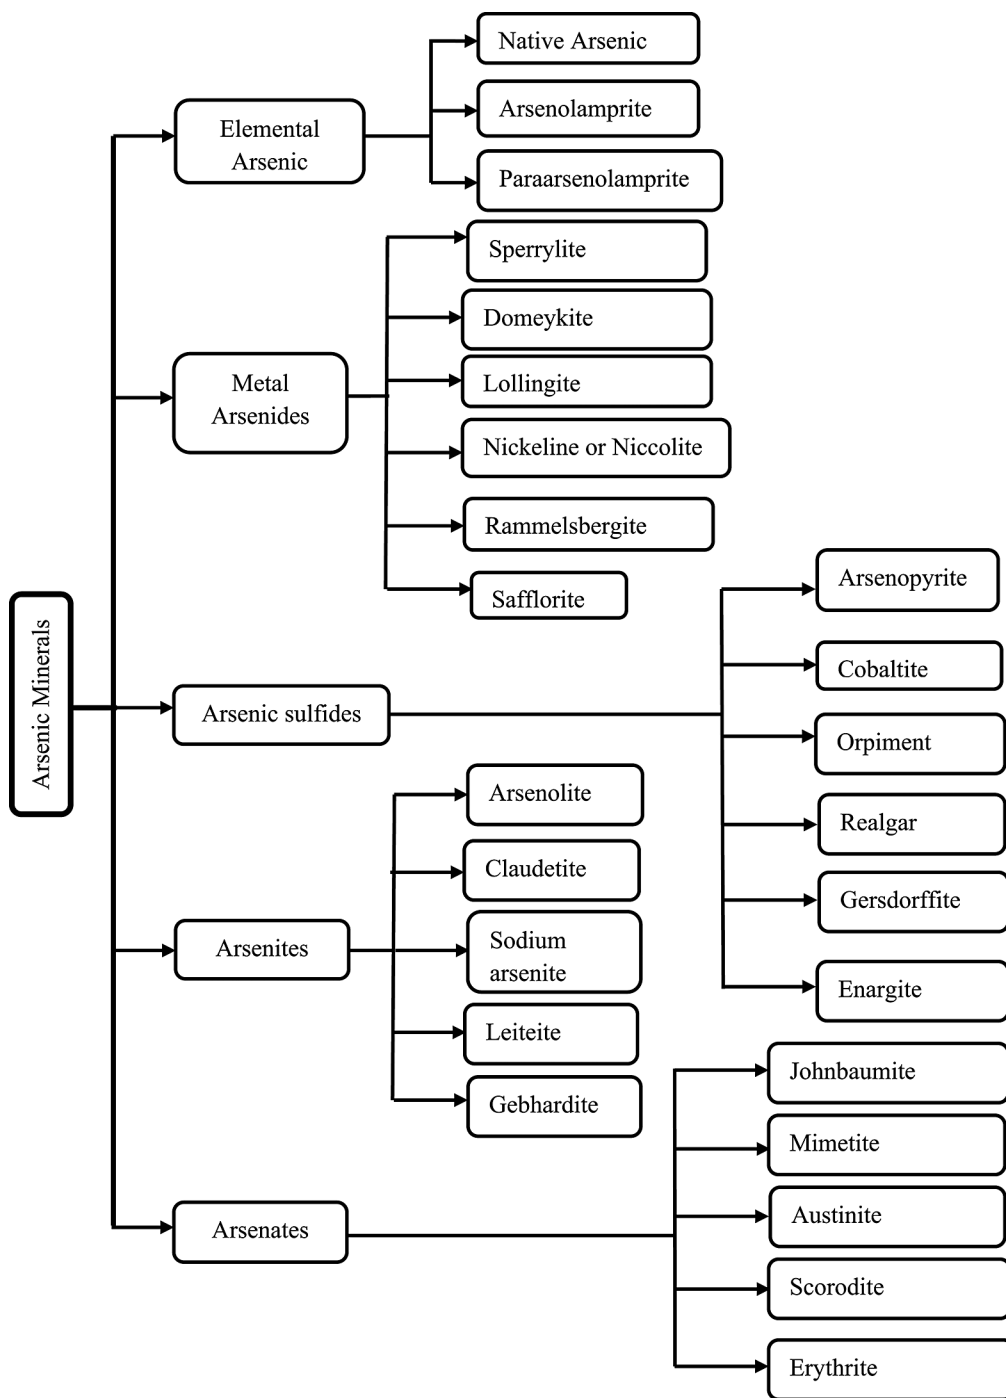 Arsenic Minerals
Elemental
Arsenic
Native Arsenic
Arsenolamprite
Paraarsenolamprite
Metal
Arsenides
Sperrylite
Domeykite
Lollingite
Nickeline or Niccolite
Rammelsbergite
Safflorite
Arsenic sulfides
Arsenopyrite
Cobaltite
Orpiment
Realgar
Gersdorffite
Enargite
Arsenites
Arsenolite
Claudetite
Sodium
arsenite
Leiteite
Gebhardite
Arsenates
Johnbaumite
Mimetite
Austinite
Scorodite
Erythrite